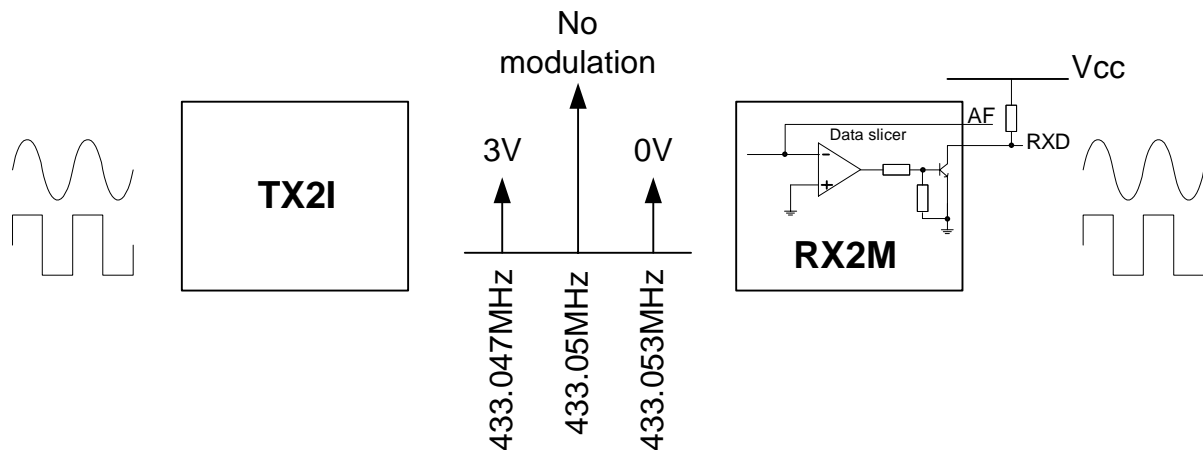 No
modulation
Vcc
AF
Data slicer
RXD
3V
0V
TX2I
RX2M
433.047MHz
433.05MHz
433.053MHz